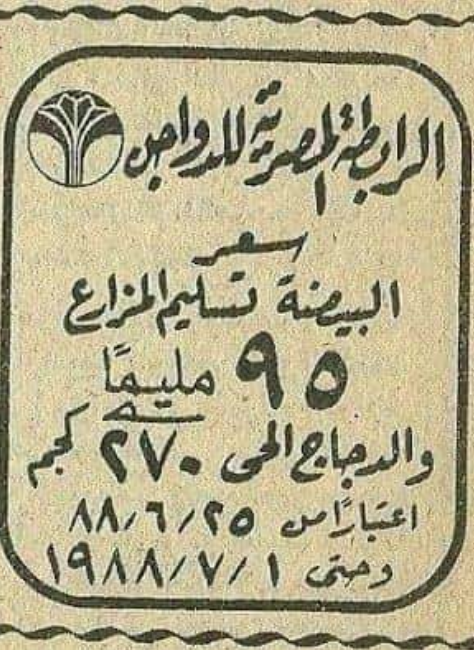 الرابطة المصرية للدواجن
سعر
البيضة تسليم المزارع
٩٥ مليمًا
والدجاج الحى ٢٧٠ كجم
اعتبارًا من ٨٨/٦/٢٥
وحتى ١٩٨٨/٧/١